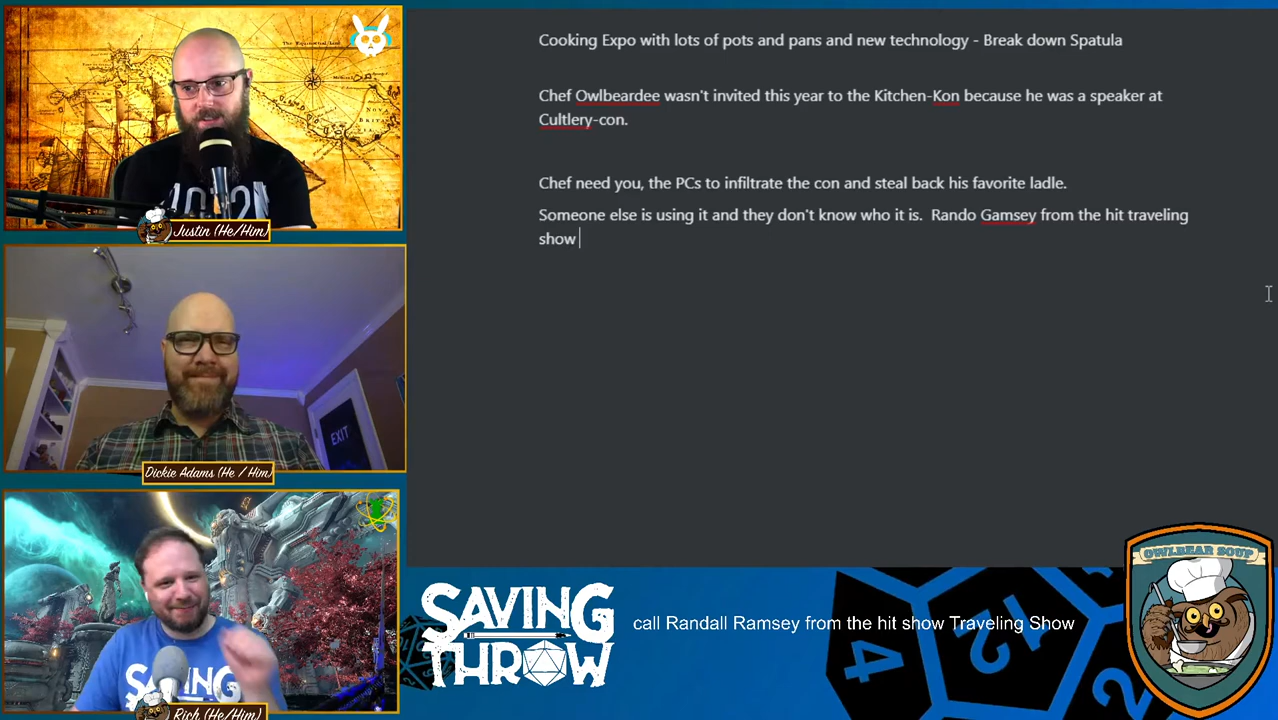 Cooking Expo with lots of pots and pans and new technology - Break down Spatula
Chef Owlbeardee wasn't invited this year to the Kitchen-Kon because he was a speaker at
Cultlery-con.
Chef need you, the PCs to infiltrate the con and steal back his favorite ladle.
Someone else is using it and they don't know who it is.  Rando Gamsey from the hit traveling
show
Justin (He/Him)
EXIT
Dickie Adams (He / Him)
SAVING
Rich (He/Him)
SAVING
THROW
call Randall Ramsey from the hit show Traveling Show
4
12
2
OWLBEAR SOUP